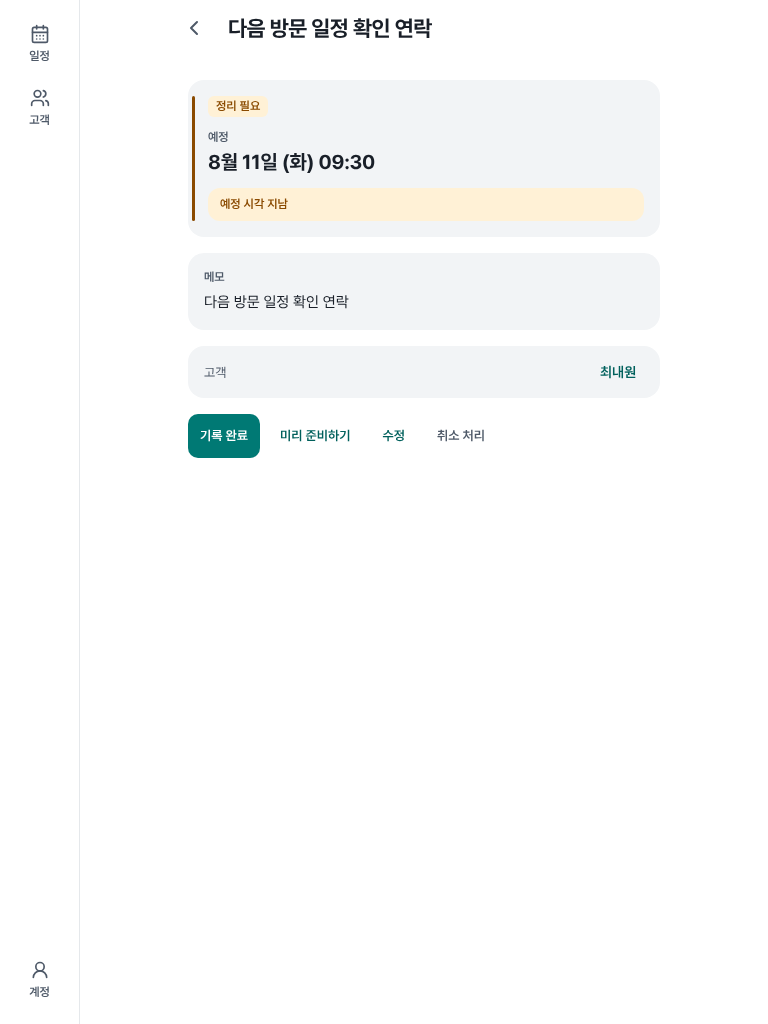 일정
고객
계정
다음 방문 일정 확인 연락
정리 필요
예정
8월 11일 (화) 09:30
예정 시각 지남
메모
다음 방문 일정 확인 연락
고객 최내원
기록 완료 미리 준비하기 수정 취소 처리